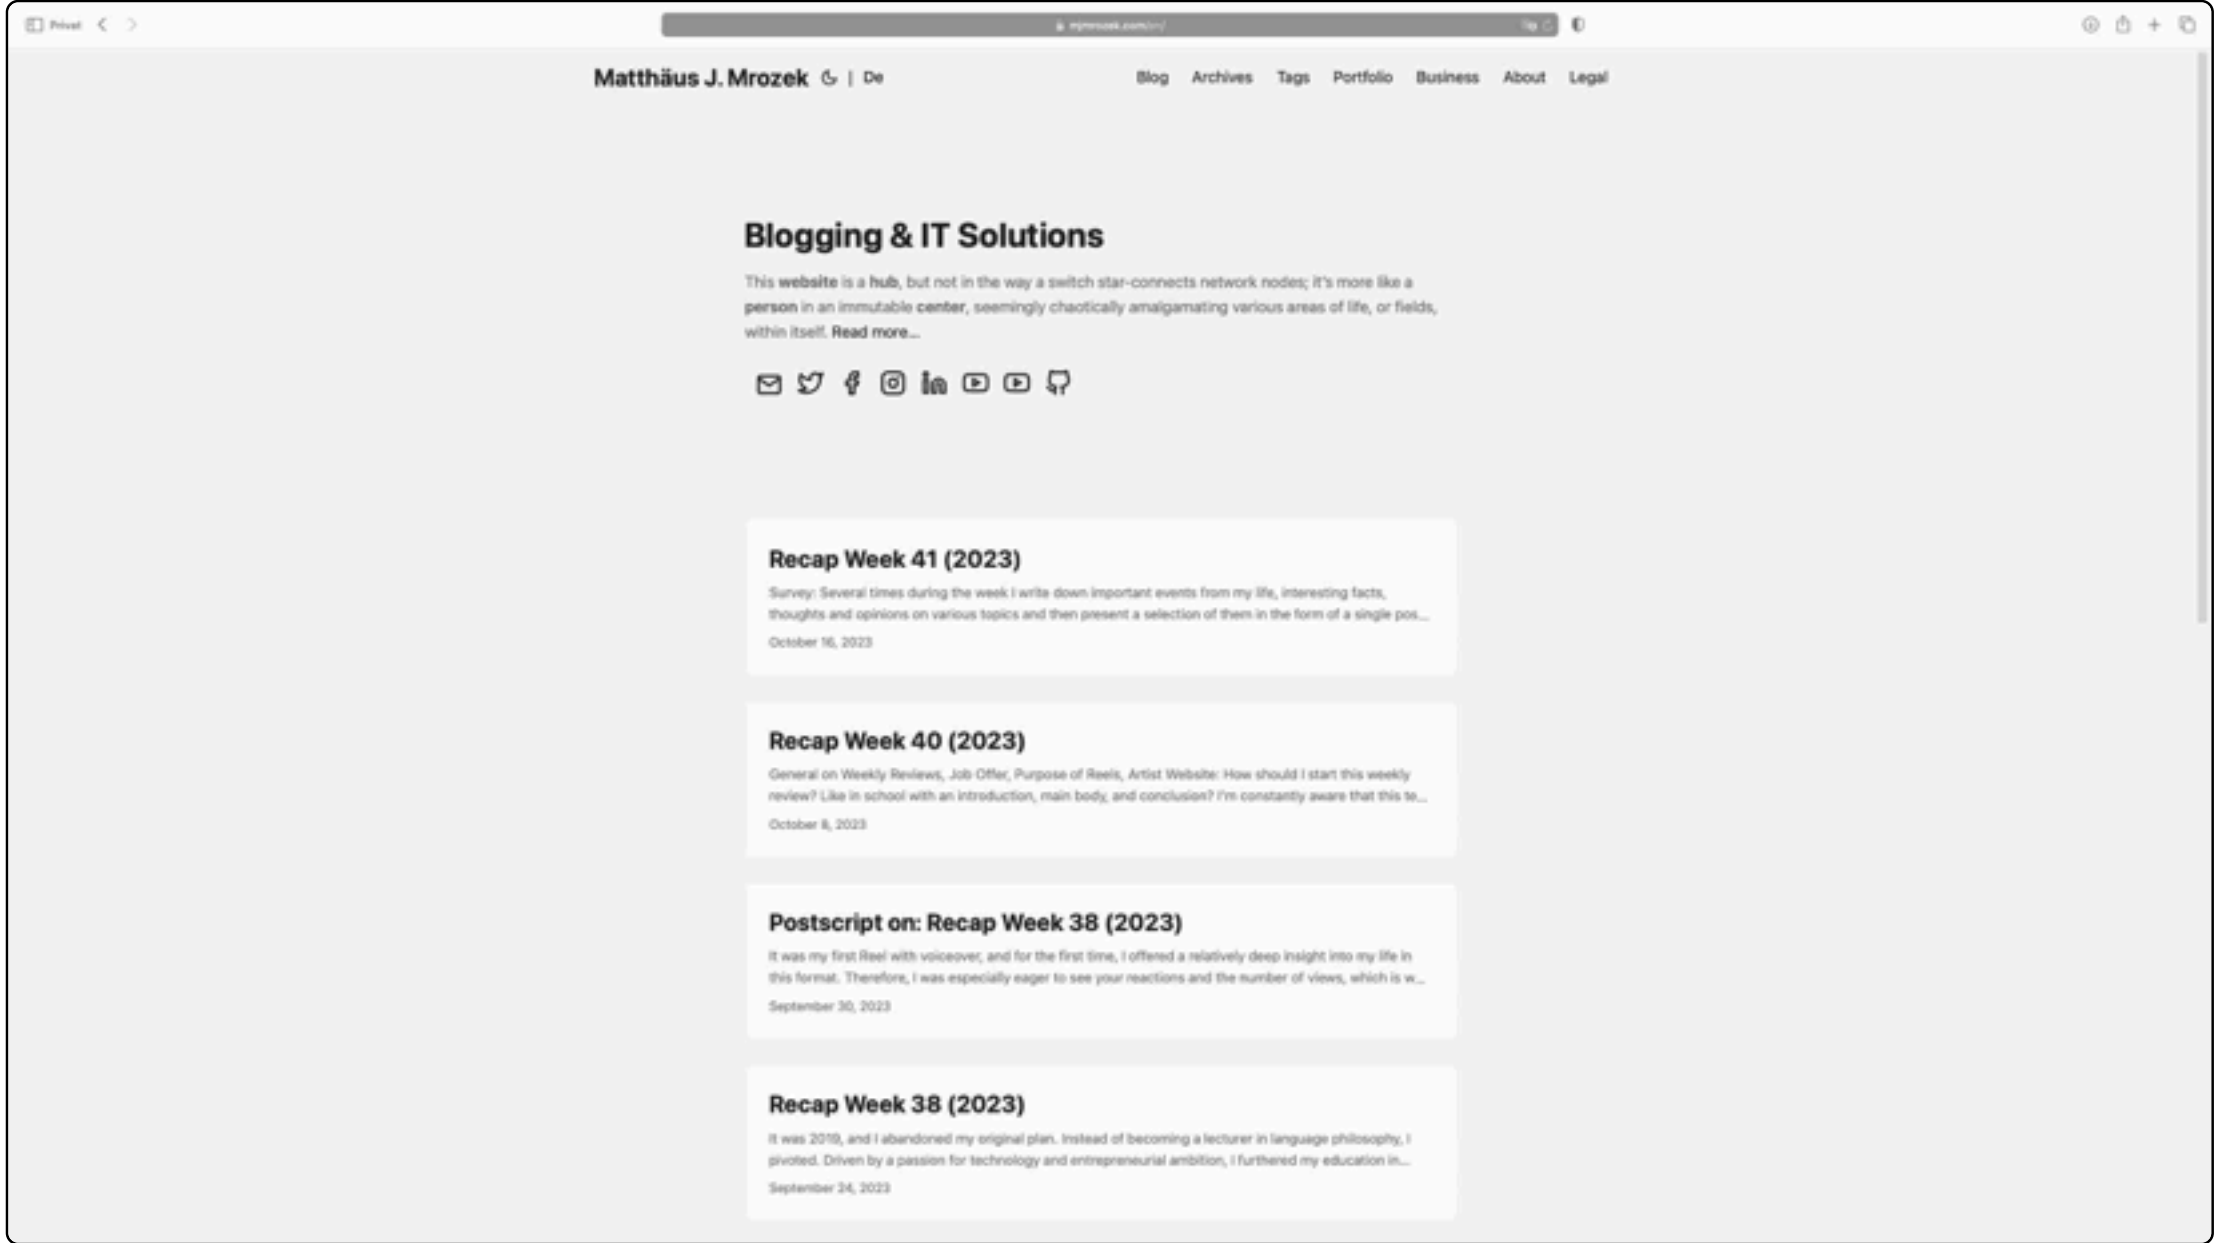 Privat
mjmrozek.com/en/
Matthäus J. Mrozek | De
Blog Archives Tags Portfolio Business About Legal
Blogging & IT Solutions
This website is a hub, but not in the way a switch star-connects network nodes; it's more like a
person in an immutable center, seemingly chaotically amalgamating various areas of life, or fields,
within itself. Read more...
Recap Week 41 (2023)
Survey: Several times during the week I write down important events from my life, interesting facts,
thoughts and opinions on various topics and then present a selection of them in the form of a single pos...
October 16, 2023
Recap Week 40 (2023)
General on Weekly Reviews, Job Offer, Purpose of Reels, Artist Website: How should I start this weekly
review? Like in school with an introduction, main body, and conclusion? I'm constantly aware that this te...
October 8, 2023
Postscript on: Recap Week 38 (2023)
It was my first Reel with voiceover, and for the first time, I offered a relatively deep insight into my life in
this format. Therefore, I was especially eager to see your reactions and the number of views, which is w...
September 30, 2023
Recap Week 38 (2023)
It was 2019, and I abandoned my original plan. Instead of becoming a lecturer in language philosophy, I
pivoted. Driven by a passion for technology and entrepreneurial ambition, I furthered my education in...
September 24, 2023